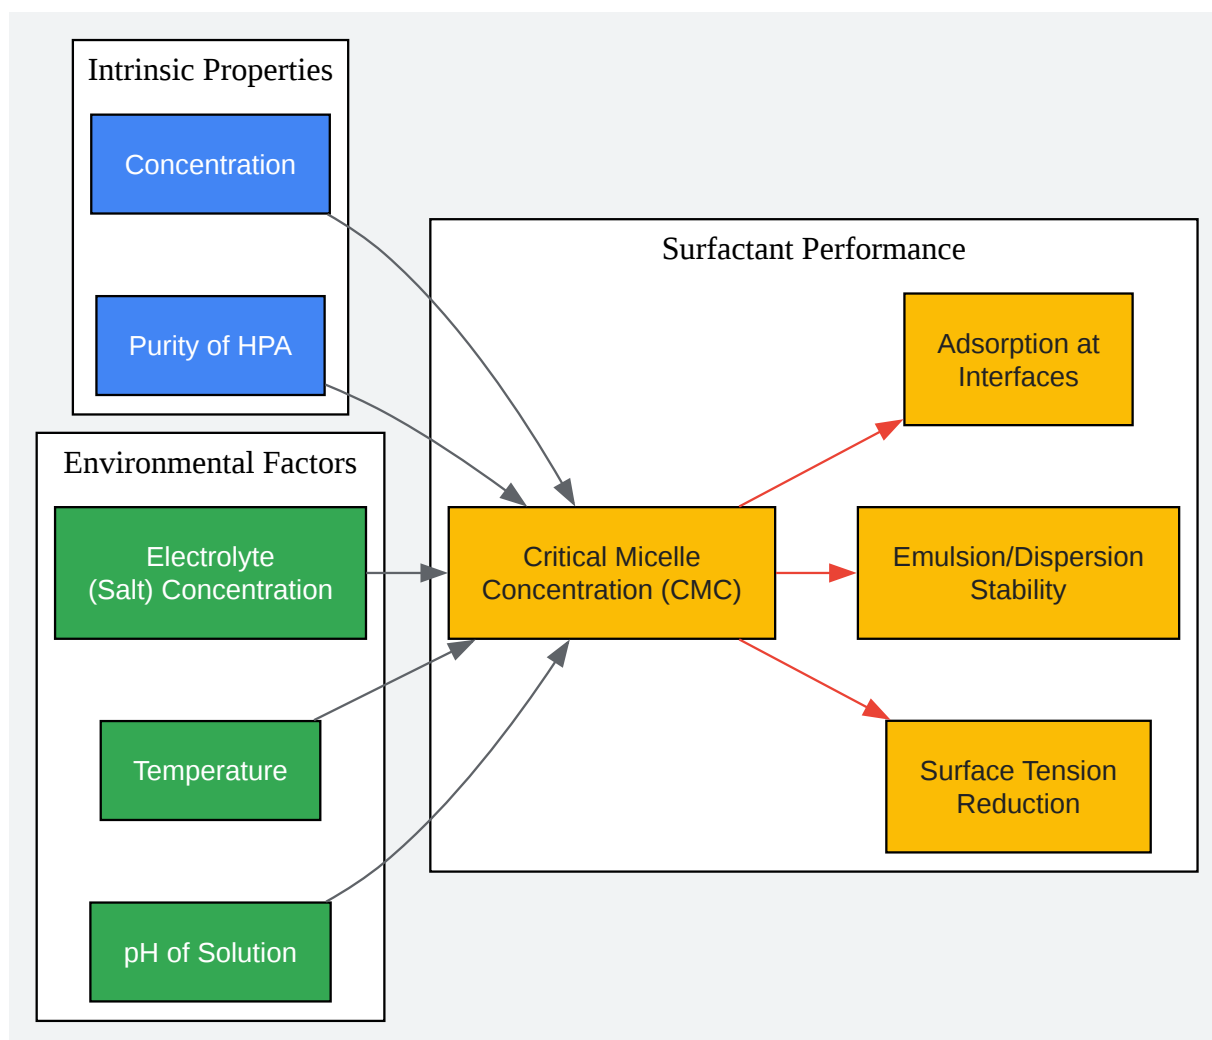 Intrinsic Properties
Concentration
Purity of HPA
Environmental Factors
Electrolyte
(Salt) Concentration
Temperature
pH of Solution
Surfactant Performance
Critical Micelle
Concentration (CMC)
Adsorption at
Interfaces
Emulsion/Dispersion
Stability
Surface Tension
Reduction